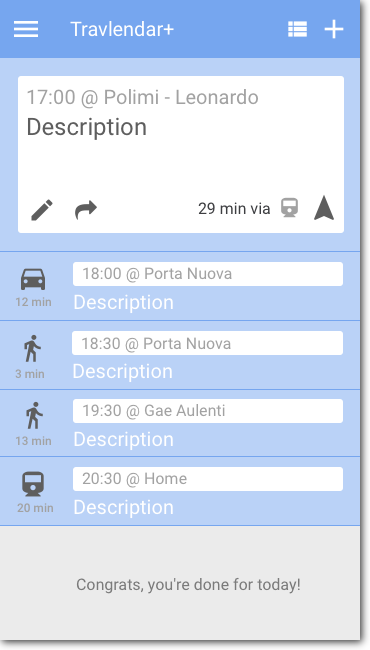 Travlendar+
17:00 @ Polimi - Leonardo
Description
29 min via
18:00 @ Porta Nuova
12 min
Description
18:30 @ Porta Nuova
3 min
Description
19:30 @ Gae Aulenti
13 min
Description
20:30 @ Home
20 min
Description
Congrats, you're done for today!